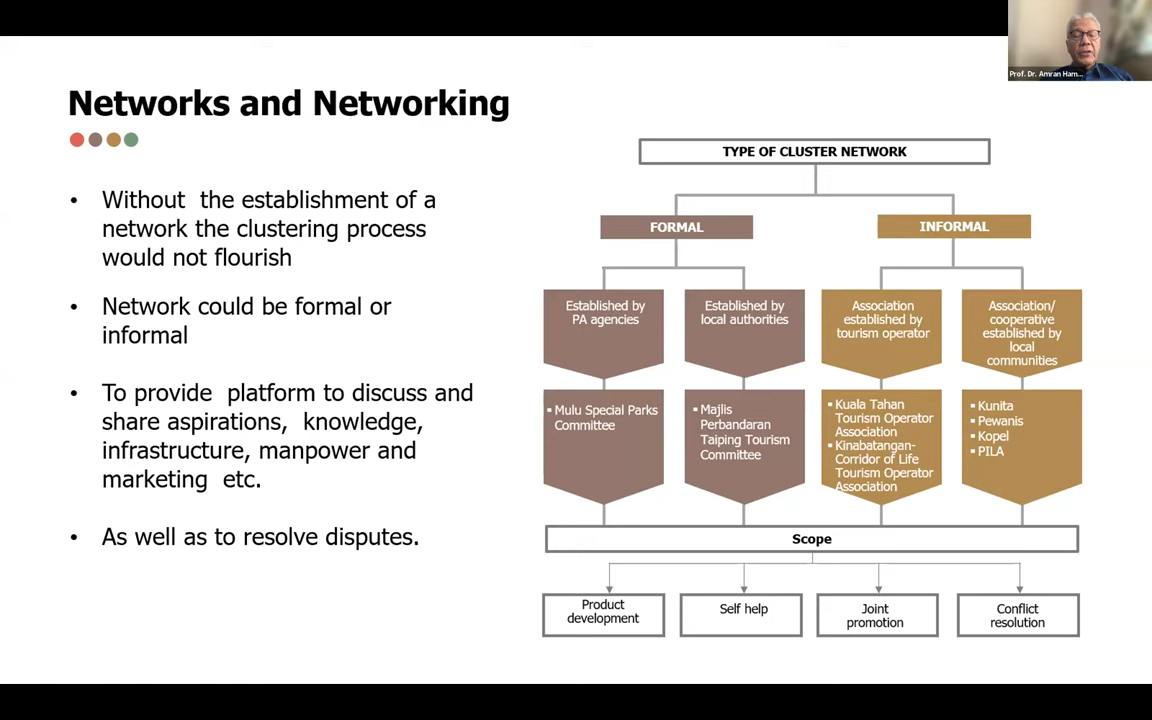 Prof. Dr. Amran Ham...
Networks and Networking
• Without the establishment of a
network the clustering process
would not flourish
• Network could be formal or
informal
• To provide platform to discuss and
share aspirations, knowledge,
infrastructure, manpower and
marketing etc.
• As well as to resolve disputes.
TYPE OF CLUSTER NETWORK
FORMAL
INFORMAL
Established by
PA agencies
Established by
local authorities
Association
established by
tourism operator
Association/
cooperative
established by
local
communities
▪ Mulu Special Parks
Committee
▪ Majlis
Perbandaran
Taiping Tourism
Committee
▪ Kuala Tahan
Tourism Operator
Association
▪ Kinabatangan-
Corridor of Life
Tourism Operator
Association
▪ Kunita
▪ Pewanis
▪ Kopel
▪ PILA
Scope
Product
development
Self help
Joint
promotion
Conflict
resolution